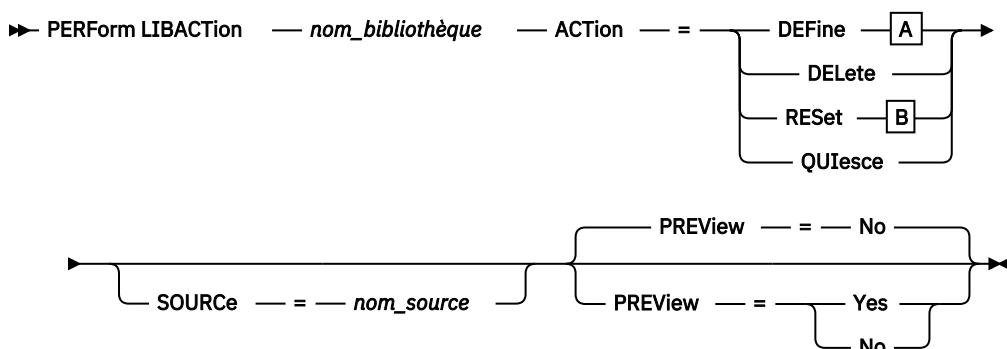 PERForm LIBACTion nom_bibliothèque ACTion = DEFine A
DELete
RESet B
QUIesce
PREView = No
SOURCe = nom_source PREView = Yes
No